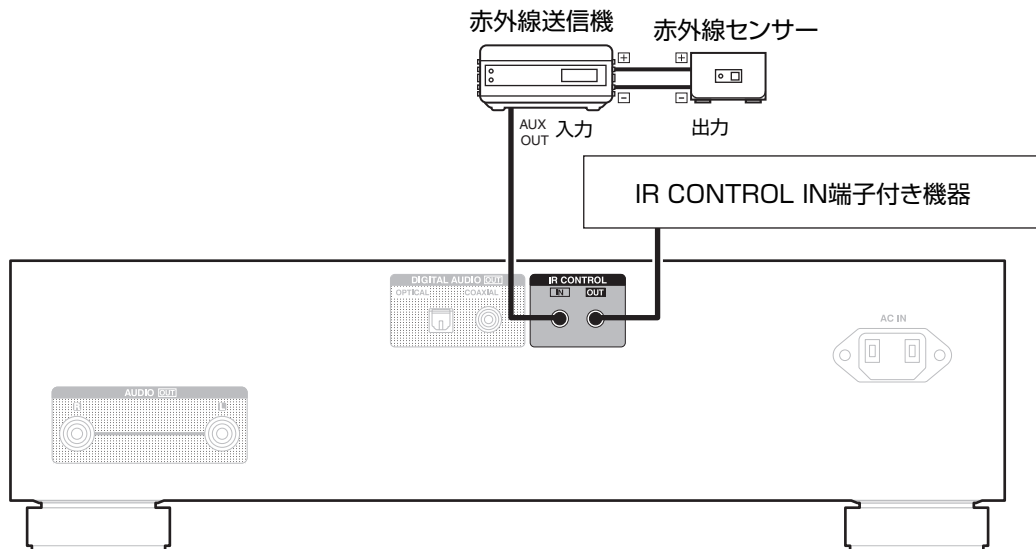 赤外線送信機
赤外線センサー
AUX
OUT
入力
出力
IR CONTROL IN端子付き機器
DIGITAL AUDIO OUT
OPTICAL
COAXIAL
IR CONTROL
IN
OUT
AC IN
AUDIO OUT
L
R